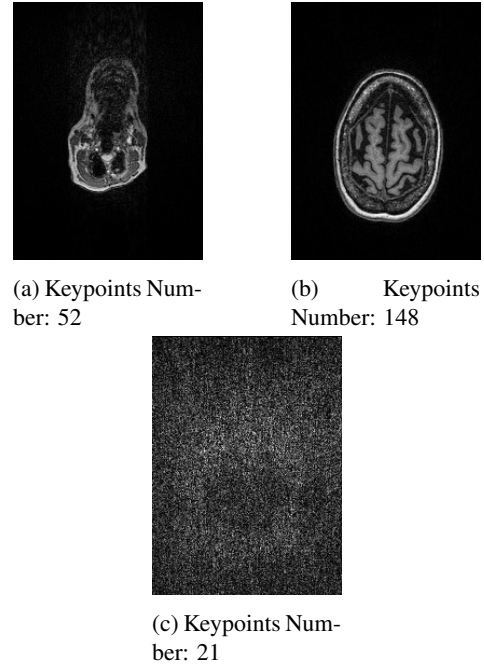 (a) Keypoints Num-
ber: 52
(b) Keypoints
Number: 148
(c) Keypoints Num-
ber: 21